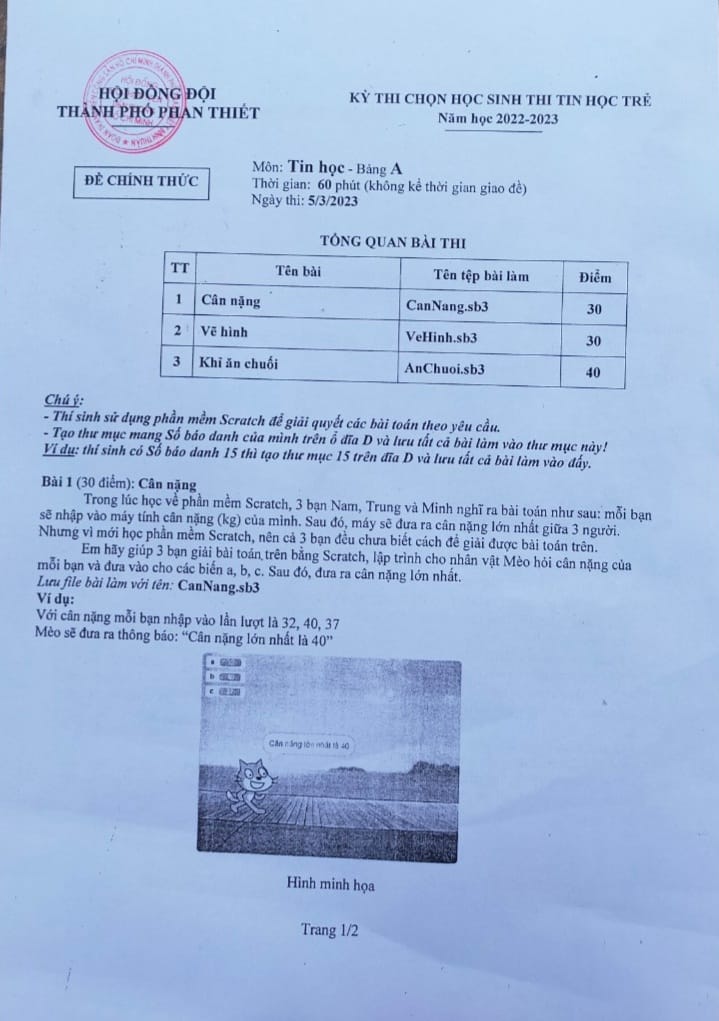 HỘI ĐỒNG ĐỘI
THÀNH PHỐ PHAN THIẾT
KỲ THI CHỌN HỌC SINH THI TIN HỌC TRẺ
Năm học 2022-2023
ĐỀ CHÍNH THỨC
Môn: Tin học - Bảng A
Thời gian: 60 phút (không kể thời gian giao đề)
Ngày thi: 5/3/2023
TỔNG QUAN BÀI THI
TT Tên bài Tên tệp bài làm Điểm
1 Cân nặng CanNang.sb3 30
2 Vẽ hình VeHinh.sb3 30
3 Khỉ ăn chuối AnChuoi.sb3 40
Chú ý:
- Thí sinh sử dụng phần mềm Scratch để giải quyết các bài toán theo yêu cầu.
- Tạo thư mục mang Số báo danh của mình trên ổ đĩa D và lưu tất cả bài làm vào thư mục này!
Ví dụ: thí sinh có Số báo danh 15 thì tạo thư mục 15 trên đĩa D và lưu tất cả bài làm vào đấy.
Bài 1 (30 điểm): Cân nặng
Trong lúc học về phần mềm Scratch, 3 bạn Nam, Trung và Minh nghĩ ra bài toán như sau: mỗi bạn
sẽ nhập vào máy tính cân nặng (kg) của mình. Sau đó, máy sẽ đưa ra cân nặng lớn nhất giữa 3 người.
Nhưng vì mới học phần mềm Scratch, nên cả 3 bạn đều chưa biết cách để giải được bài toán trên.
Em hãy giúp 3 bạn giải bài toán trên bằng Scratch, lập trình cho nhân vật Mèo hỏi cân nặng của
mỗi bạn và đưa vào cho các biến a, b, c. Sau đó, đưa ra cân nặng lớn nhất.
Lưu file bài làm với tên: CanNang.sb3
Ví dụ:
Với cân nặng mỗi bạn nhập vào lần lượt là 32, 40, 37
Mèo sẽ đưa ra thông báo: “Cân nặng lớn nhất là 40”
a
b
c
Cân nặng lớn nhất là 40
Hình minh họa
Trang 1/2